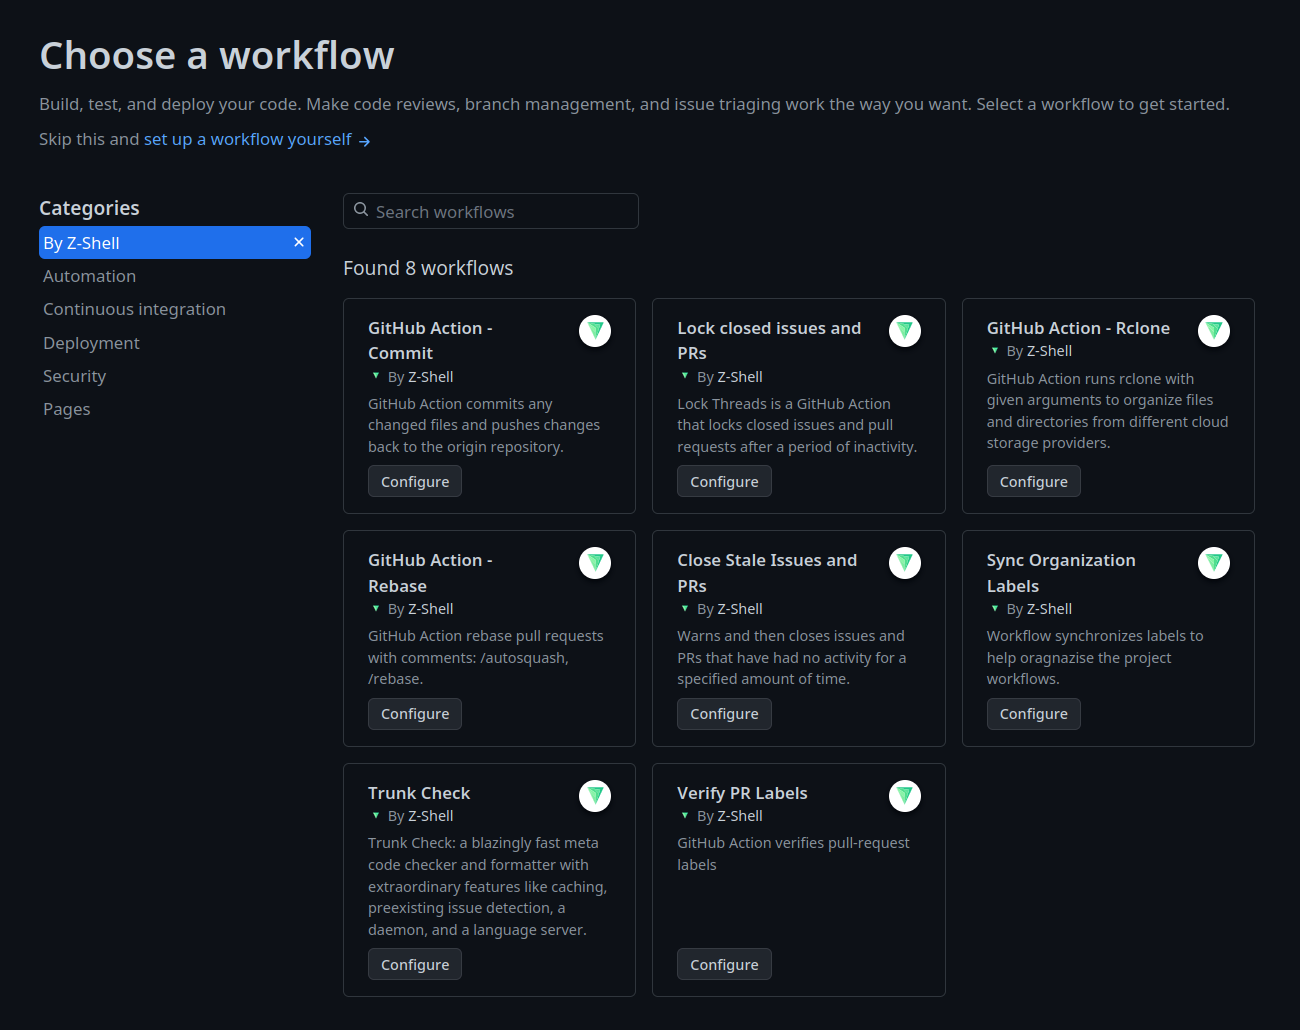 Choose a workflow
Build, test, and deploy your code. Make code reviews, branch management, and issue triaging work the way you want. Select a workflow to get started.
Skip this and set up a workflow yourself →
Categories
By Z-Shell ×
Automation
Continuous integration
Deployment
Security
Pages
Search workflows
Found 8 workflows
GitHub Action -
Commit
By Z-Shell
GitHub Action commits any
changed files and pushes changes
back to the origin repository.
Configure
Lock closed issues and
PRs
By Z-Shell
Lock Threads is a GitHub Action
that locks closed issues and pull
requests after a period of inactivity.
Configure
GitHub Action - Rclone
By Z-Shell
GitHub Action runs rclone with
given arguments to organize files
and directories from different cloud
storage providers.
Configure
GitHub Action -
Rebase
By Z-Shell
GitHub Action rebase pull requests
with comments: /autosquash,
/rebase.
Configure
Close Stale Issues and
PRs
By Z-Shell
Warns and then closes issues and
PRs that have had no activity for a
specified amount of time.
Configure
Sync Organization
Labels
By Z-Shell
Workflow synchronizes labels to
help oragnazise the project
workflows.
Configure
Trunk Check
By Z-Shell
Trunk Check: a blazingly fast meta
code checker and formatter with
extraordinary features like caching,
preexisting issue detection, a
daemon, and a language server.
Configure
Verify PR Labels
By Z-Shell
GitHub Action verifies pull-request
labels
Configure